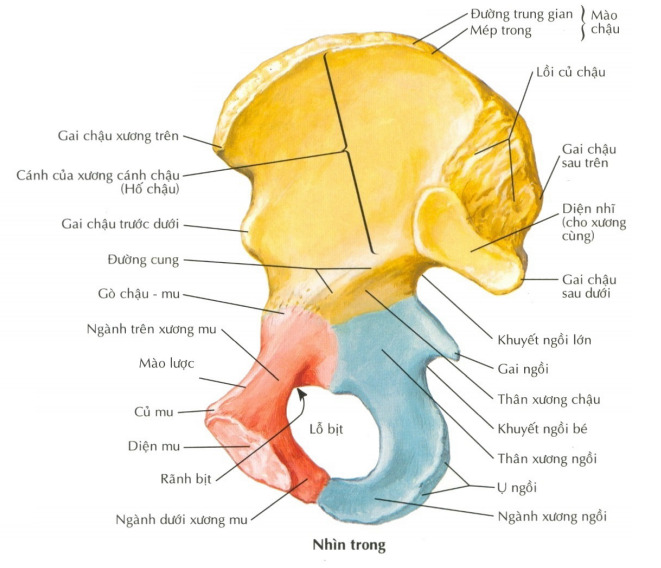 Đường trung gian
Mép trong
Mào
chậu
Lồi củ chậu
Gai chậu xương trên
Gai chậu
sau trên
Cánh của xương cánh chậu
(Hố chậu)
Diện nhĩ
(cho xương
cùng)
Gai chậu trước dưới
Đường cung
Gai chậu
sau dưới
Gò chậu - mu
Ngành trên xương mu
Khuyết ngồi lớn
Mào lược
Gai ngồi
Thân xương chậu
Củ mu
Lỗ bịt
Khuyết ngồi bé
Diện mu
Thân xương ngồi
Rãnh bịt
Ụ ngồi
Ngành dưới xương mu
Ngành xương ngồi
Nhìn trong